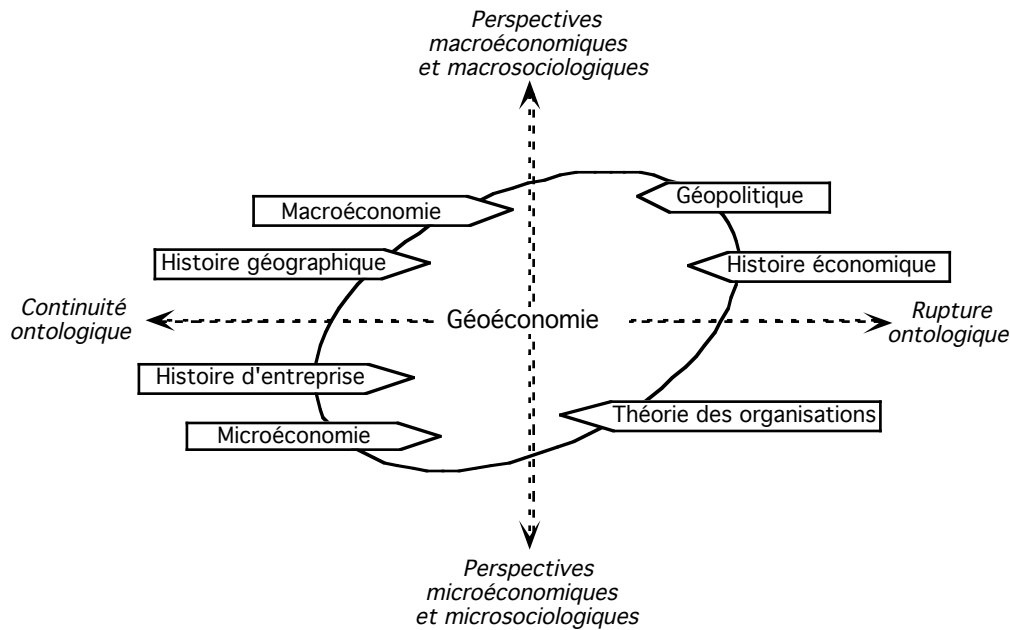 Perspectives
macroéconomiques
et macrosociologiques
Géopolitique
Macroéconomie
Histoire géographique
Histoire économique
Continuité
ontologique
Géoéconomie
Rupture
ontologique
Histoire d'entreprise
Théorie des organisations
Microéconomie
Perspectives
microéconomiques
et microsociologiques